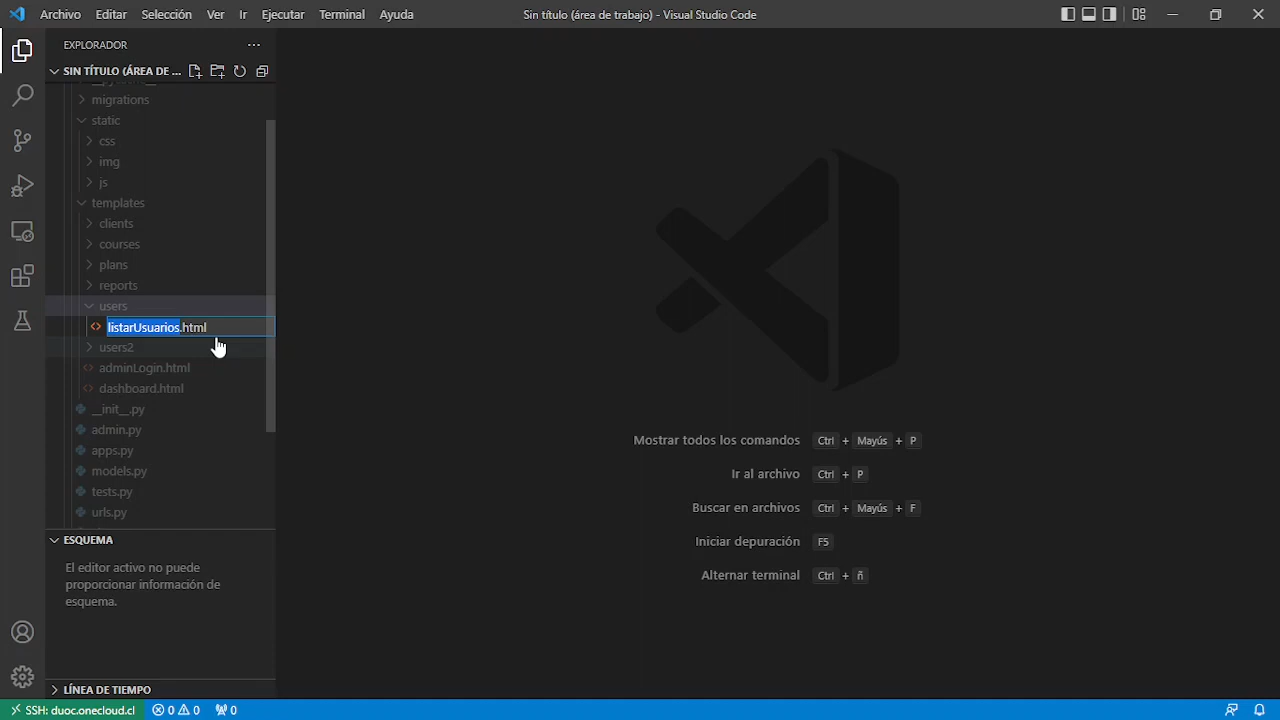 Archivo Editar Selección Ver Ir Ejecutar Terminal Ayuda
Sin título (área de trabajo) - Visual Studio Code
EXPLORADOR
SIN TÍTULO (ÁREA DE ...
migrations
static
css
img
js
templates
clients
courses
plans
reports
users
listarUsuarios.html
users2
adminLogin.html
dashboard.html
__init__.py
admin.py
apps.py
models.py
tests.py
urls.py
ESQUEMA
El editor activo no puede
proporcionar información de
esquema.
LÍNEA DE TIEMPO
Mostrar todos los comandos Ctrl + Mayús + P
Ir al archivo Ctrl + P
Buscar en archivos Ctrl + Mayús + F
Iniciar depuración F5
Alternar terminal Ctrl + ñ
SSH: duoc.onecloud.cl 0 0 0